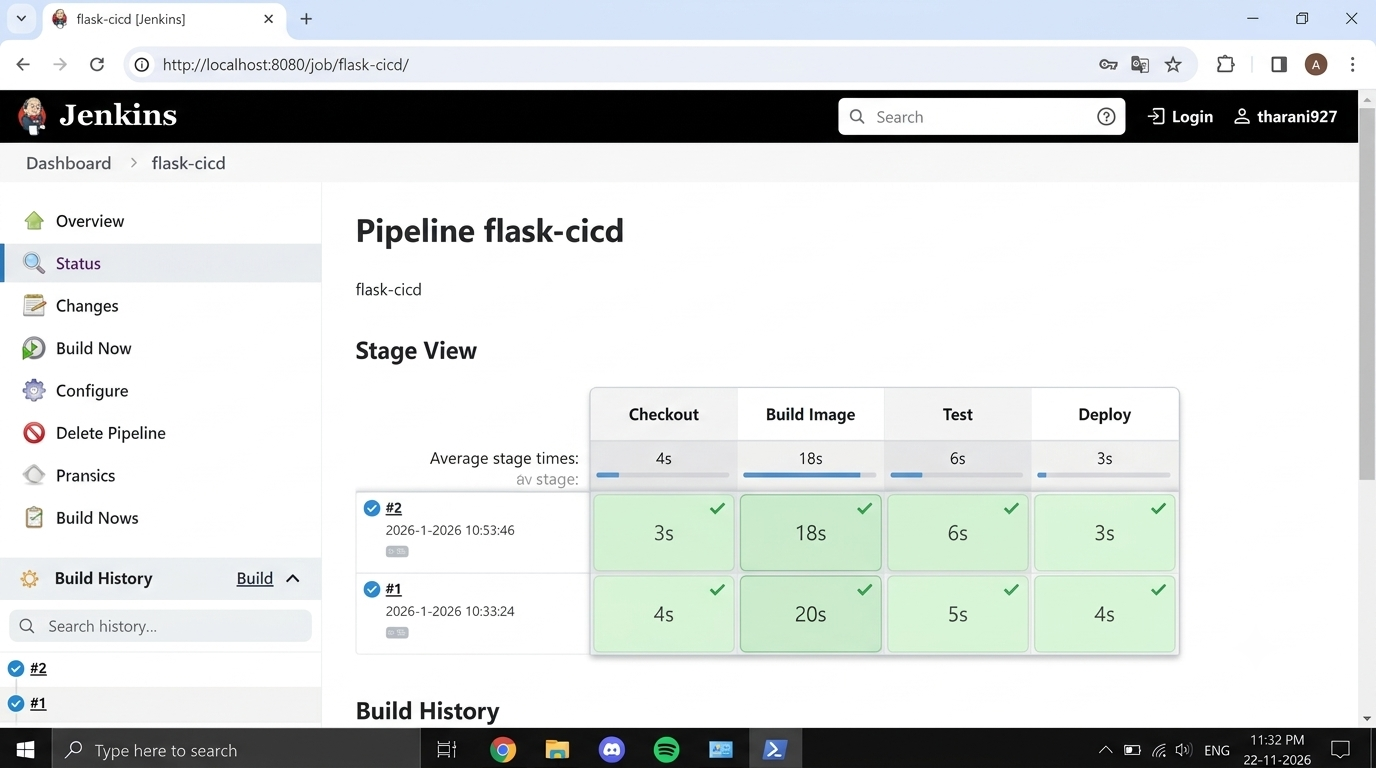 flask-cicd [Jenkins]
http://localhost:8080/job/flask-cicd/
A
Jenkins
Search
Login
tharani927
Dashboard
flask-cicd
Overview
Status
Changes
Build Now
Configure
Delete Pipeline
Pransics
Build Nows
Build History
Build
Search history...
#2
#1
Pipeline flask-cicd
flask-cicd
Stage View
Checkout
Build Image
Test
Deploy
Average stage times:
4s
18s
6s
3s
av stage:
#2
2026-1-2026 10:53:46
3s
18s
6s
3s
#1
2026-1-2026 10:33:24
4s
20s
5s
4s
Build History
Type here to search
ENG
11:32 PM
22-11-2026